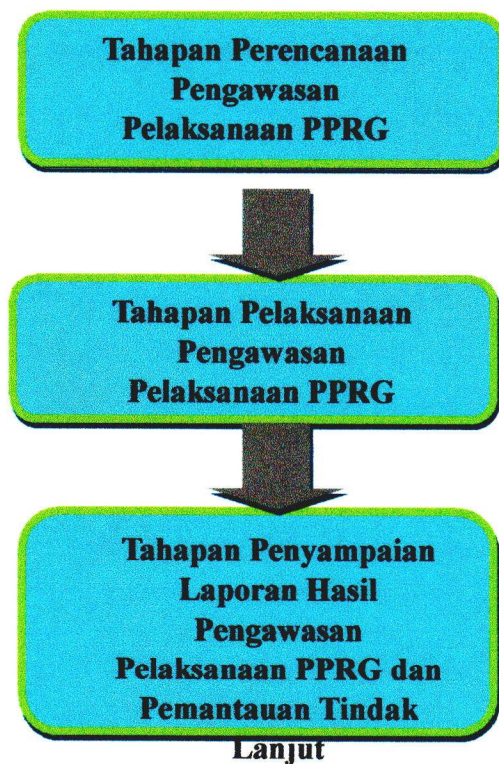 Tahapan Perencanaan
Pengawasan
Pelaksanaan PPRG
Tahapan Pelaksanaan
Pengawasan
Pelaksanaan PPRG
Tahapan Penyampaian
Laporan Hasil
Pengawasan
Pelaksanaan PPRG dan
Pemantauan Tindak
Lanjut